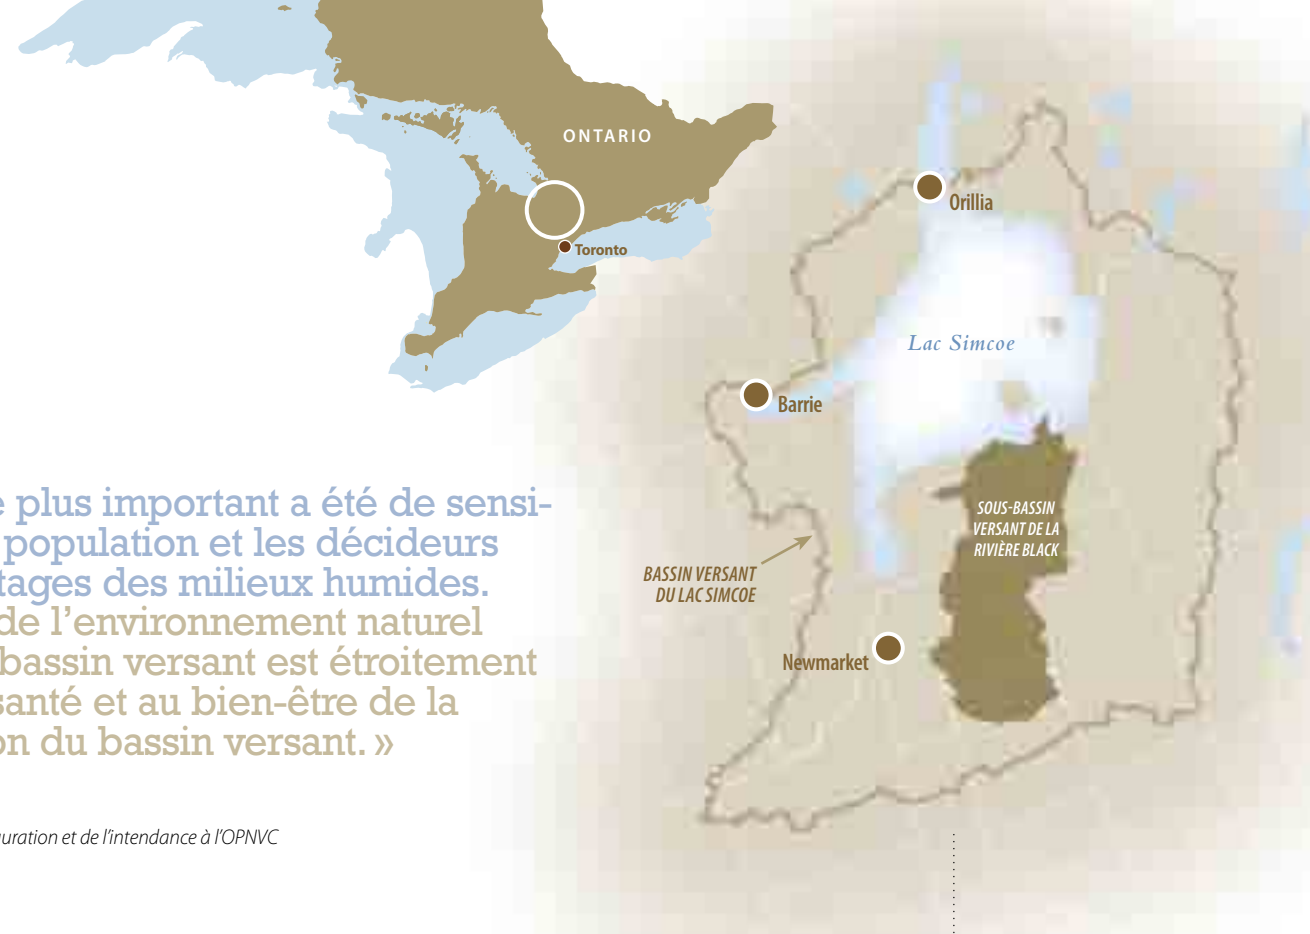 ONTARIO
Toronto
Orillia
Lac Simcoe
Barrie
SOUS-BASSIN
VERSANT DE LA
RIVIÈRE BLACK
BASSIN VERSANT
DU LAC SIMCOE
Newmarket
plus important a été de sensi-
population et les décideurs
tages des milieux humides.
de l’environnement naturel
bassin versant est étroitement
santé et au bien-être de la
on du bassin versant. »
uration et de l’intendance à l’OPNVC